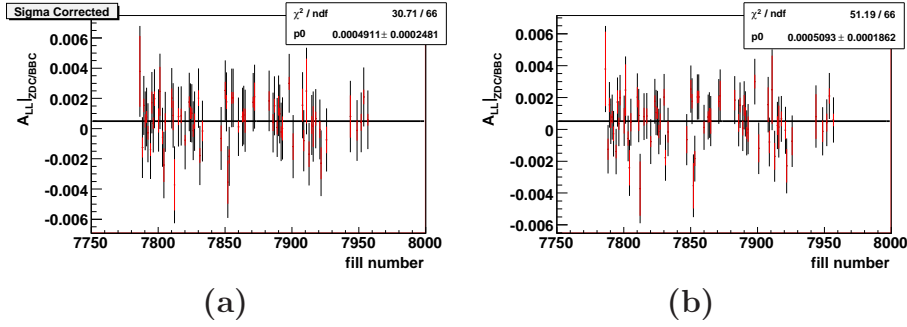 Sigma Corrected
χ² / ndf 30.71 / 66
p0 0.0004911± 0.0002481
A_LL|_ZDC/BBC
0.006
0.004
0.002
0
-0.002
-0.004
-0.006
7750 7800 7850 7900 7950 8000
fill number
(a)
χ² / ndf 51.19 / 66
p0 0.0005093 ± 0.0001862
A_LL|_ZDC/BBC
0.006
0.004
0.002
0
-0.002
-0.004
-0.006
7750 7800 7850 7900 7950 8000
fill number
(b)